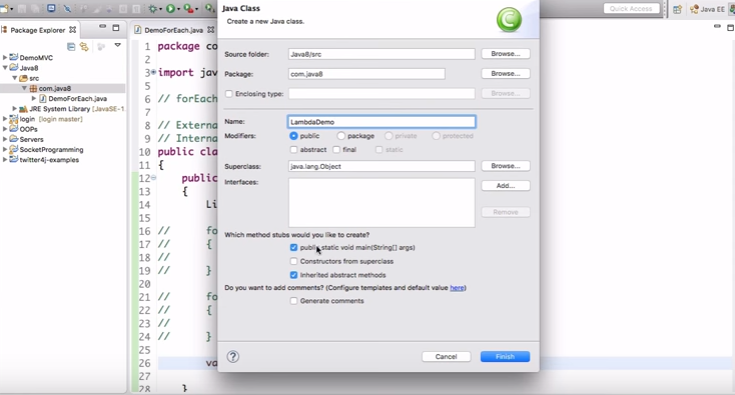 Java Class
Create a new Java class.
Quick Access
Java EE
Package Explorer
DemoForEach.java
DemoMVC
Java8
src
com.java8
DemoForEach.java
JRE System Library [JavaSE-1.
login (login master)
OOPs
Servers
SocketProgramming
twitter4j-examples
1 package co
3 import jav
6 // forEach
8 // Externa
9 // Interna
10 public cla
11 {
12 public
13 {
14 Li
15
16 // fo
17 // {
18 //
19 // }
20
21 // fo
22 // {
23 //
24 // }
25
26 va
27
28 }
Source folder: Java8/src Browse...
Package: com.java8 Browse...
Enclosing type: Browse...
Name: LambdaDemo
Modifiers: public package private protected
abstract final static
Superclass: java.lang.Object Browse...
Interfaces: Add...
Remove
Which method stubs would you like to create?
public static void main(String[] args)
Constructors from superclass
Inherited abstract methods
Do you want to add comments? (Configure templates and default value here)
Generate comments
? Cancel Finish